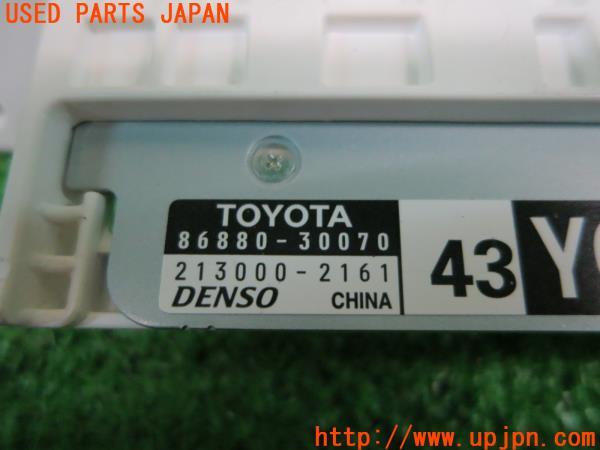 USED PARTS JAPAN
TOYOTA
86880-30070
213000-2161
DENSO CHINA
43
http://www.upjpn.com